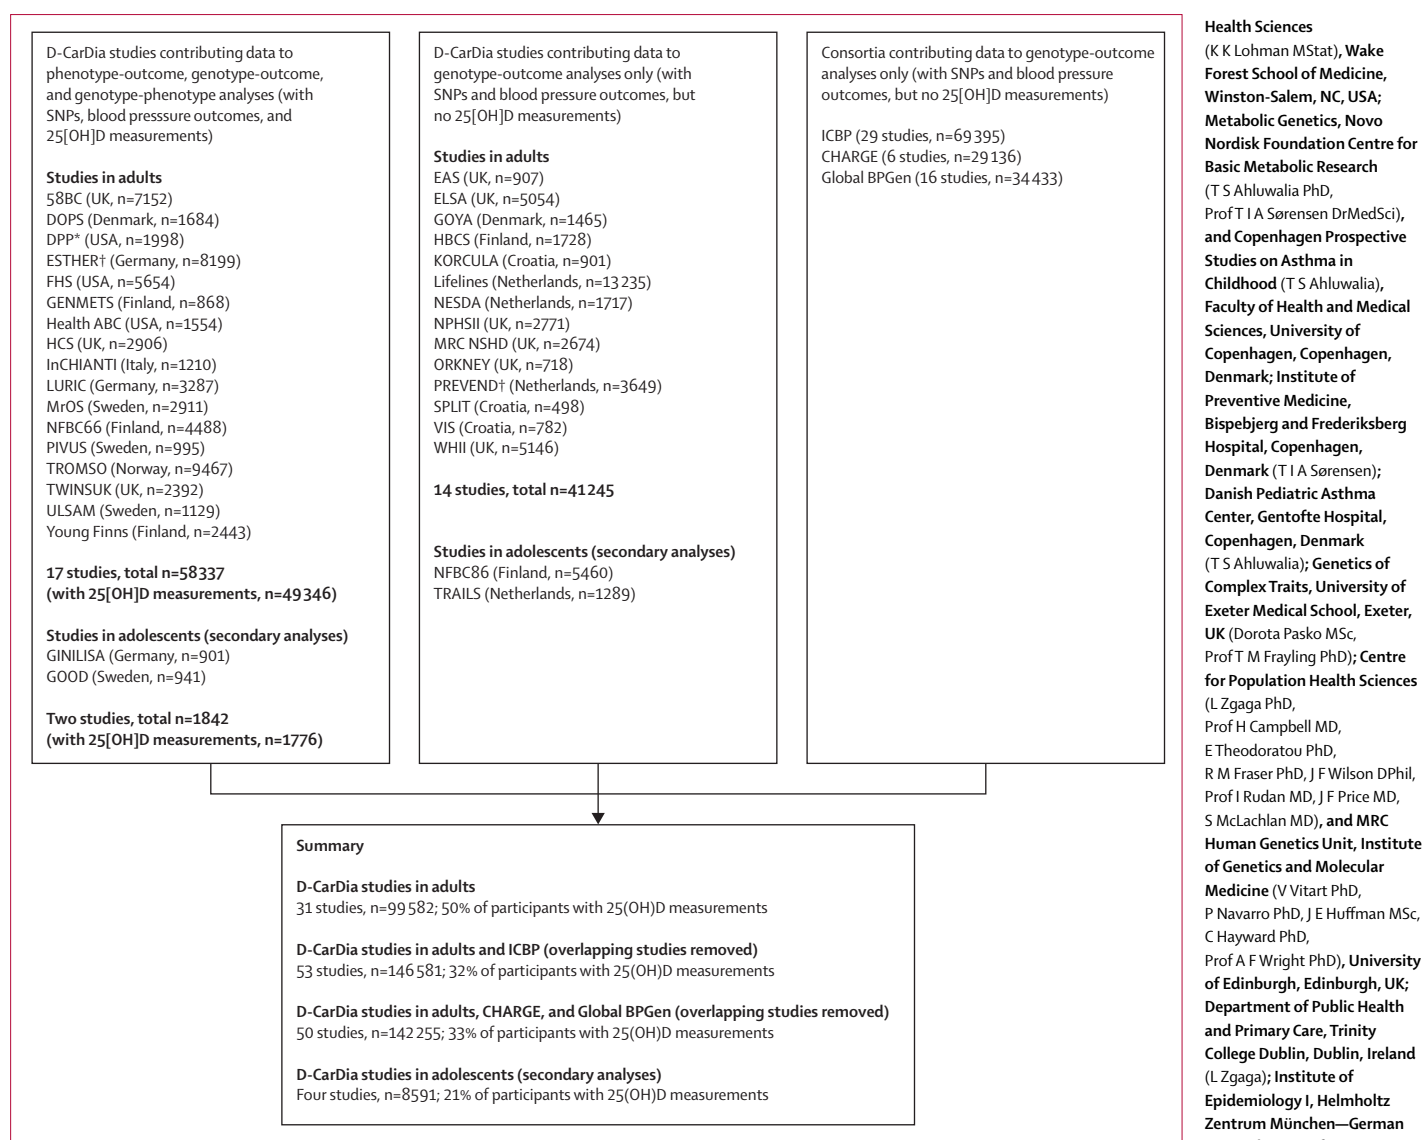 D-CarDia studies contributing data to
phenotype-outcome, genotype-outcome,
and genotype-phenotype analyses (with
SNPs, blood presssure outcomes, and
25[OH]D measurements)
Studies in adults
58BC (UK, n=7152)
DOPS (Denmark, n=1684)
DPP* (USA, n=1998)
ESTHER† (Germany, n=8199)
FHS (USA, n=5654)
GENMETS (Finland, n=868)
Health ABC (USA, n=1554)
HCS (UK, n=2906)
InCHIANTI (Italy, n=1210)
LURIC (Germany, n=3287)
MrOS (Sweden, n=2911)
NFBC66 (Finland, n=4488)
PIVUS (Sweden, n=995)
TROMSO (Norway, n=9467)
TWINSUK (UK, n=2392)
ULSAM (Sweden, n=1129)
Young Finns (Finland, n=2443)
17 studies, total n=58337
(with 25[OH]D measurements, n=49346)
Studies in adolescents (secondary analyses)
GINILISA (Germany, n=901)
GOOD (Sweden, n=941)
Two studies, total n=1842
(with 25[OH]D measurements, n=1776)
D-CarDia studies contributing data to
genotype-outcome analyses only (with
SNPs and blood pressure outcomes, but
no 25[OH]D measurements)
Studies in adults
EAS (UK, n=907)
ELSA (UK, n=5054)
GOYA (Denmark, n=1465)
HBCS (Finland, n=1728)
KORCULA (Croatia, n=901)
Lifelines (Netherlands, n=13235)
NESDA (Netherlands, n=1717)
NPHSII (UK, n=2771)
MRC NSHD (UK, n=2674)
ORKNEY (UK, n=718)
PREVEND† (Netherlands, n=3649)
SPLIT (Croatia, n=498)
VIS (Croatia, n=782)
WHII (UK, n=5146)
14 studies, total n=41245
Studies in adolescents (secondary analyses)
NFBC86 (Finland, n=5460)
TRAILS (Netherlands, n=1289)
Consortia contributing data to genotype-outcome
analyses only (with SNPs and blood pressure
outcomes, but no 25[OH]D measurements)
ICBP (29 studies, n=69395)
CHARGE (6 studies, n=29136)
Global BPGen (16 studies, n=34433)
Summary
D-CarDia studies in adults
31 studies, n=99582; 50% of participants with 25(OH)D measurements
D-CarDia studies in adults and ICBP (overlapping studies removed)
53 studies, n=146581; 32% of participants with 25(OH)D measurements
D-CarDia studies in adults, CHARGE, and Global BPGen (overlapping studies removed)
50 studies, n=142255; 33% of participants with 25(OH)D measurements
D-CarDia studies in adolescents (secondary analyses)
Four studies, n=8591; 21% of participants with 25(OH)D measurements
Health Sciences
(K K Lohman MStat), Wake
Forest School of Medicine,
Winston-Salem, NC, USA;
Metabolic Genetics, Novo
Nordisk Foundation Centre for
Basic Metabolic Research
(T S Ahluwalia PhD,
Prof T I A Sørensen DrMedSci),
and Copenhagen Prospective
Studies on Asthma in
Childhood (T S Ahluwalia),
Faculty of Health and Medical
Sciences, University of
Copenhagen, Copenhagen,
Denmark; Institute of
Preventive Medicine,
Bispebjerg and Frederiksberg
Hospital, Copenhagen,
Denmark (T I A Sørensen);
Danish Pediatric Asthma
Center, Gentofte Hospital,
Copenhagen, Denmark
(T S Ahluwalia); Genetics of
Complex Traits, University of
Exeter Medical School, Exeter,
UK (Dorota Pasko MSc,
Prof T M Frayling PhD); Centre
for Population Health Sciences
(L Zgaga PhD,
Prof H Campbell MD,
E Theodoratou PhD,
R M Fraser PhD, J F Wilson DPhil,
Prof I Rudan MD, J F Price MD,
S McLachlan MD), and MRC
Human Genetics Unit, Institute
of Genetics and Molecular
Medicine (V Vitart PhD,
P Navarro PhD, J E Huffman MSc,
C Hayward PhD,
Prof A F Wright PhD), University
of Edinburgh, Edinburgh, UK;
Department of Public Health
and Primary Care, Trinity
College Dublin, Dublin, Ireland
(L Zgaga); Institute of
Epidemiology I, Helmholtz
Zentrum München—German